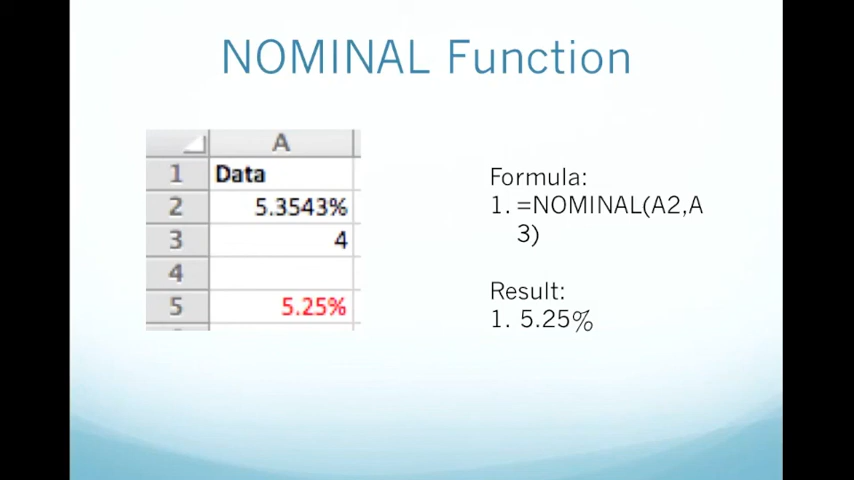 NOMINAL Function
A
1 Data
2 5.3543%
3 4
4
5 5.25%
Formula:
1. =NOMINAL(A2,A
3)
Result:
1. 5.25%